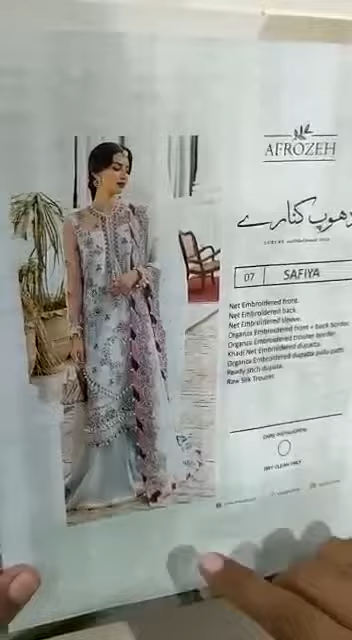 AFROZEH
دھوپ کنارے
07 SAFIYA
Net Embroidered front.
Net Embroidered back.
Net Embroidered sleeve.
Organza Embroidered front + back border.
Organza Embroidered trouser border
Khadi Net Embroidered dupatta.
Organza Embroidered dupatta pallu patti
Ready stich dupatta.
Raw Silk Trouser.
CARE INSTRUCTION
DRY CLEAN ONLY